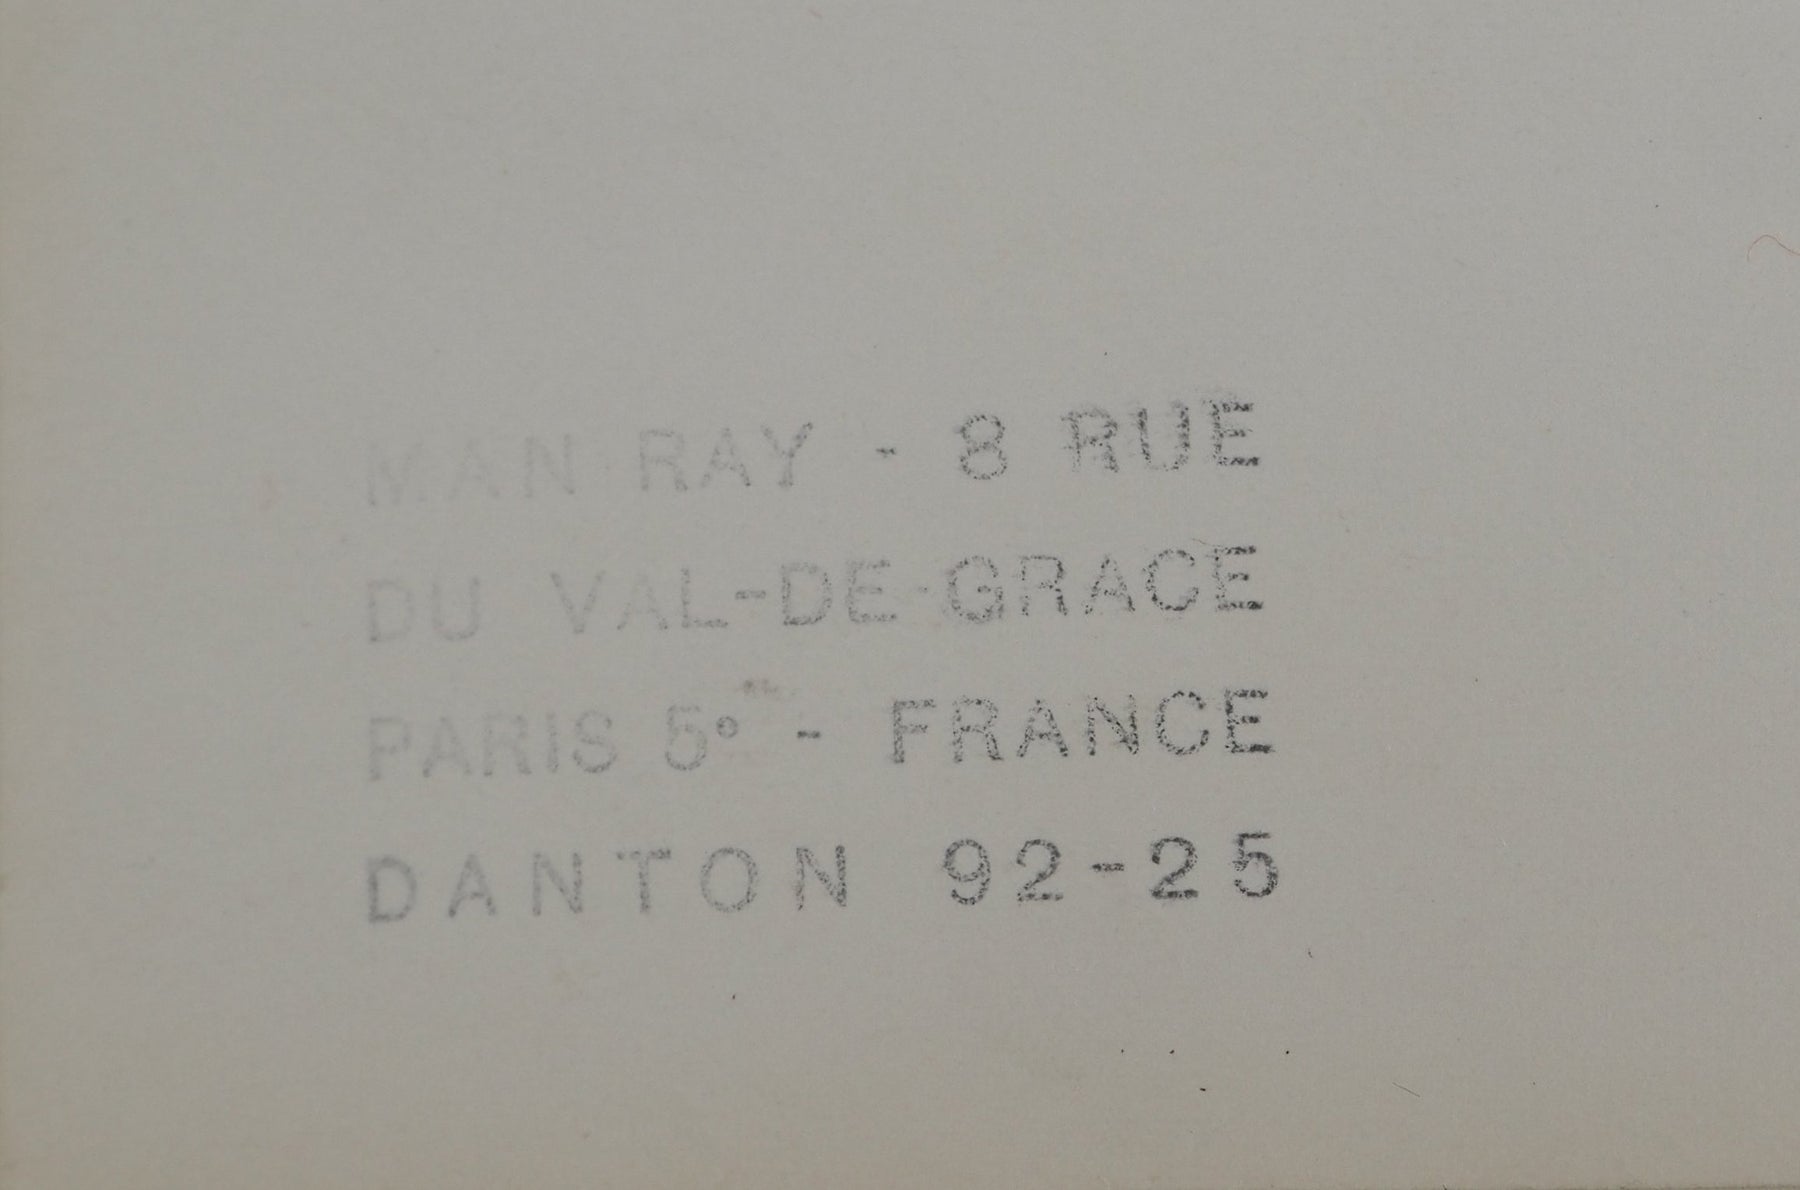 MAN RAY - 8 RUE
DU VAL-DE-GRACE
PARIS 5° - FRANCE
DANTON 92-25